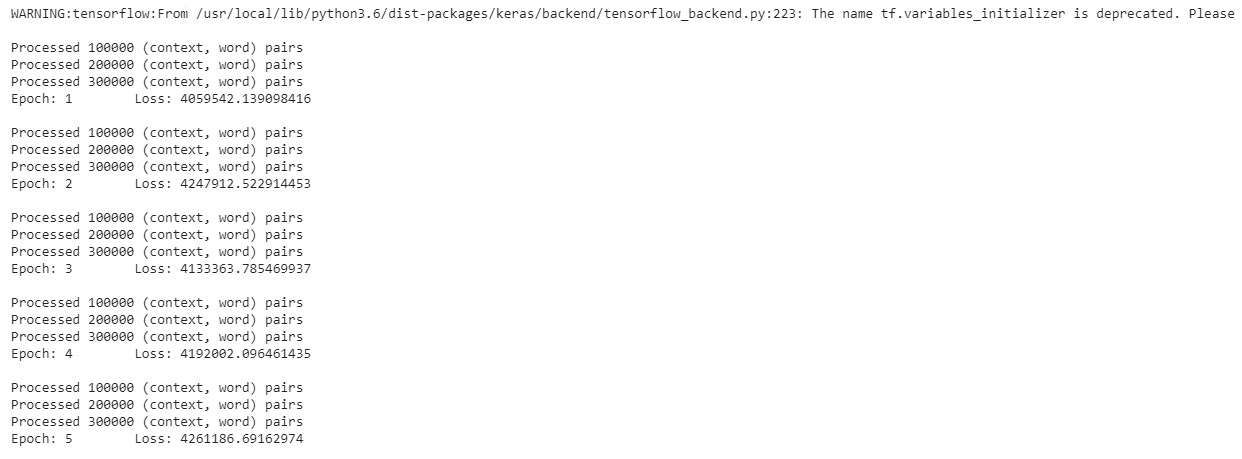 WARNING:tensorflow:From /usr/local/lib/python3.6/dist-packages/keras/backend/tensorflow_backend.py:223: The name tf.variables_initializer is deprecated. Please
Processed 100000 (context, word) pairs
Processed 200000 (context, word) pairs
Processed 300000 (context, word) pairs
Epoch: 1 Loss: 4059542.139098416
Processed 100000 (context, word) pairs
Processed 200000 (context, word) pairs
Processed 300000 (context, word) pairs
Epoch: 2 Loss: 4247912.522914453
Processed 100000 (context, word) pairs
Processed 200000 (context, word) pairs
Processed 300000 (context, word) pairs
Epoch: 3 Loss: 4133363.785469937
Processed 100000 (context, word) pairs
Processed 200000 (context, word) pairs
Processed 300000 (context, word) pairs
Epoch: 4 Loss: 4192002.096461435
Processed 100000 (context, word) pairs
Processed 200000 (context, word) pairs
Processed 300000 (context, word) pairs
Epoch: 5 Loss: 4261186.69162974